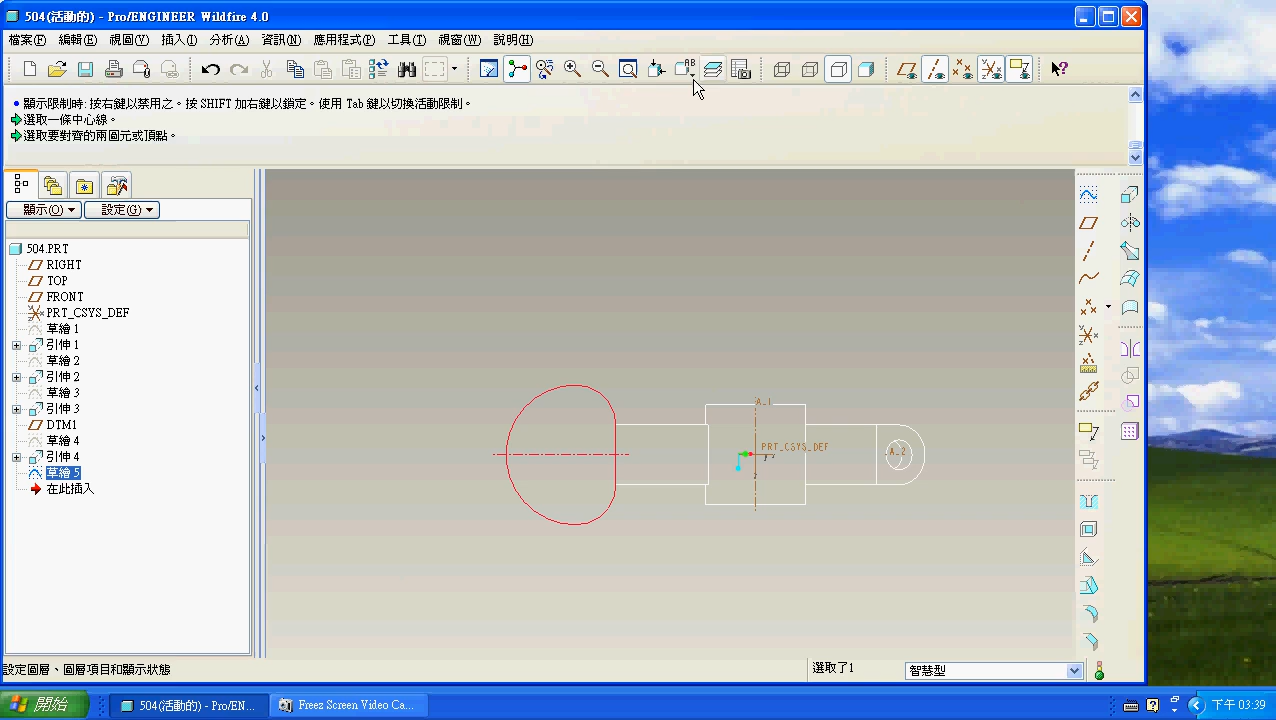 504(活動的) - Pro/ENGINEER Wildfire 4.0
檔案(F) 編輯(E) 視圖(V) 插入(I) 分析(A) 資訊(N) 應用程式(P) 工具(T) 視窗(W) 說明(H)
顯示限制時: 按右鍵以禁用之。按 SHIFT 加右鍵以鎖定。使用 Tab 鍵以切換活動限制。
選取一條中心線。
選取要對齊的兩圖元或頂點。
顯示(O) 設定(G)
504.PRT
RIGHT
TOP
FRONT
PRT_CSYS_DEF
草繪 1
引伸 1
草繪 2
引伸 2
草繪 3
引伸 3
DTM1
草繪 4
引伸 4
草繪 5
在此插入
A_1
PRT_CSYS_DEF
A_2
設定圖層、圖層項目和顯示狀態
選取了1
智慧型
開始
504(活動的) - Pro/EN...
Freez Screen Video Ca...
下午 03:39